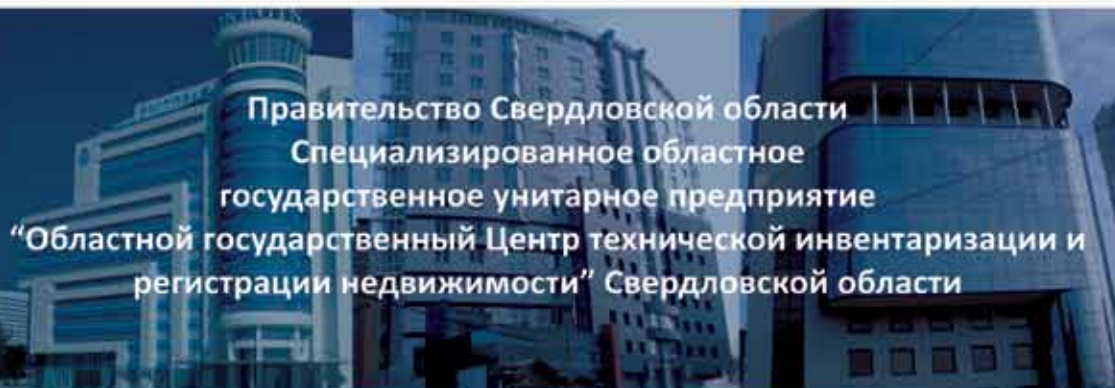 Правительство Свердловской области
Специализированное областное
государственное унитарное предприятие
“Областной государственный Центр технической инвентаризации и
регистрации недвижимости” Свердловской области